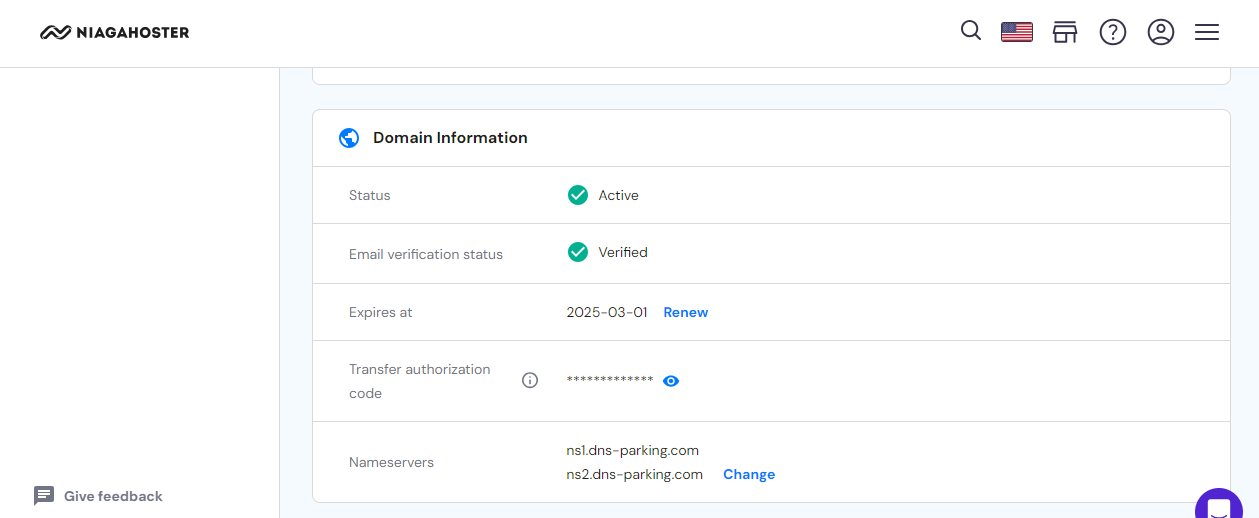 NIAGAHOSTER
Domain Information
Status
Active
Email verification status
Verified
Expires at
2025-03-01 Renew
Transfer authorization
code
*************
Nameservers
ns1.dns-parking.com
ns2.dns-parking.com Change
Give feedback